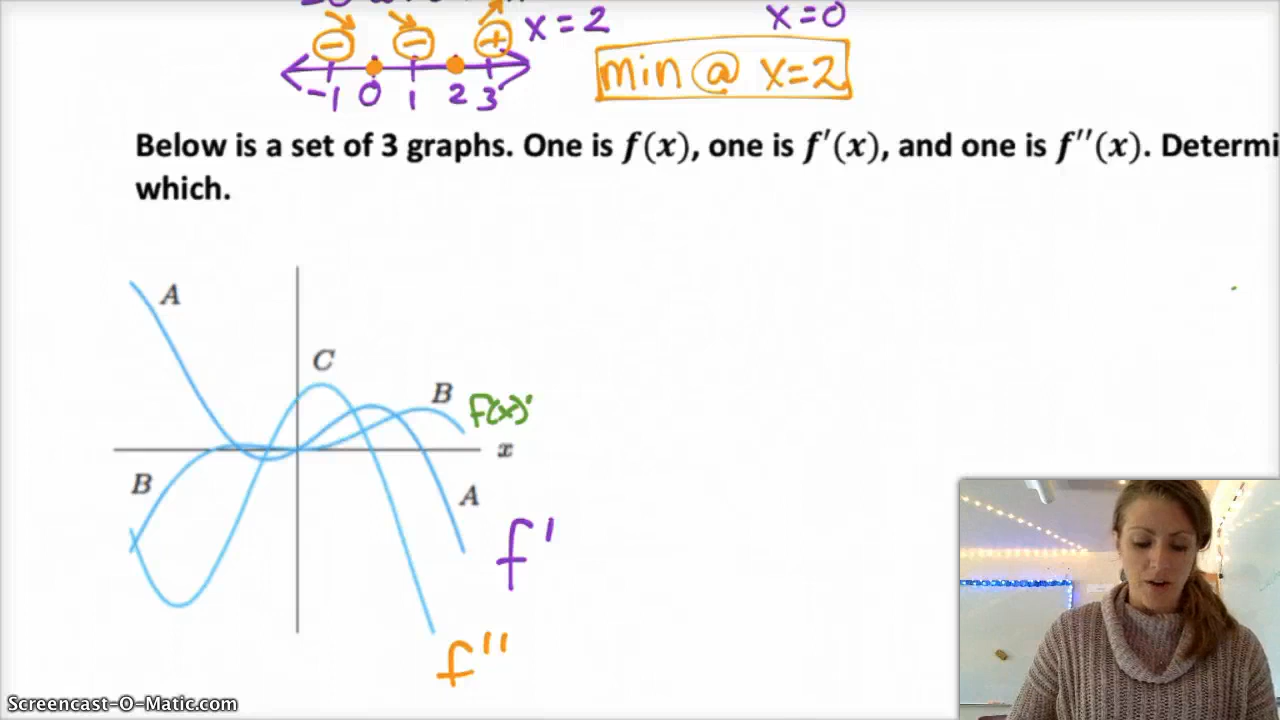 x=2
x=0
− − +
min @ x=2
-1 0 1 2 3
Below is a set of 3 graphs. One is f(x), one is f′(x), and one is f′′(x). Determi
which.
A
C
B
f(x)
x
B
A
f'
f''
Screencast-O-Matic.com